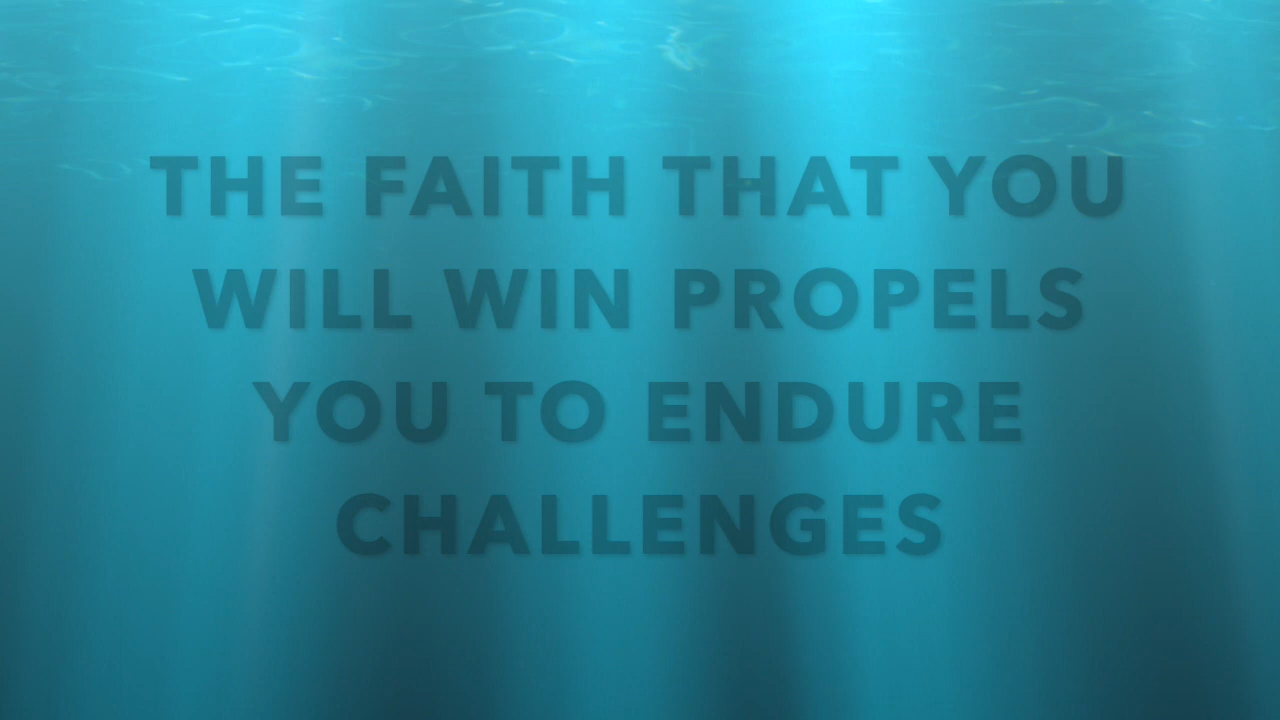 THE FAITH THAT YOU
WILL WIN PROPELS
YOU TO ENDURE
CHALLENGES